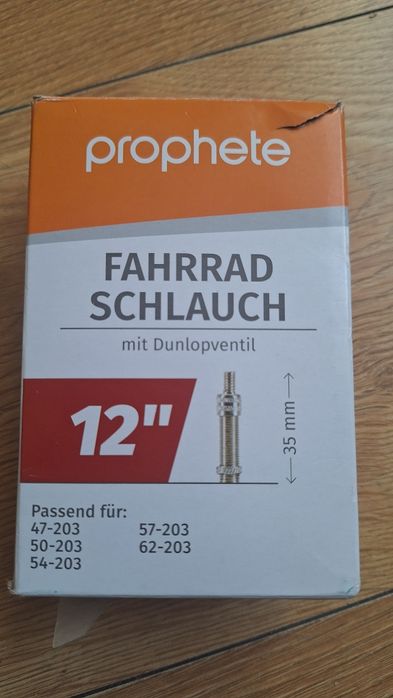 prophete
FAHRRAD
SCHLAUCH
mit Dunlopventil
12"
35 mm
Passend für:
47-203 57-203
50-203 62-203
54-203